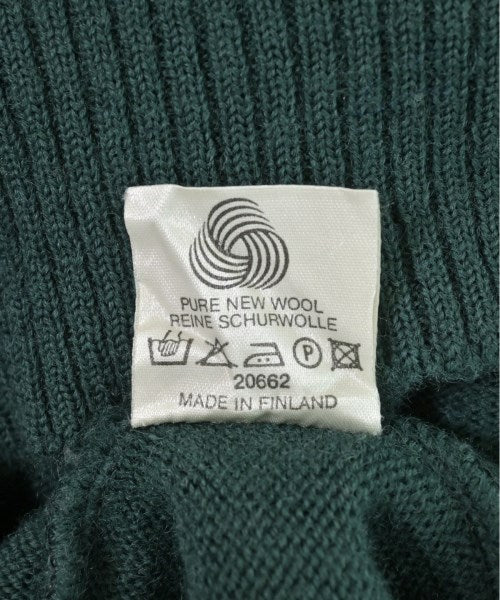 PURE NEW WOOL
REINE SCHURWOLLE
P
20662
MADE IN FINLAND